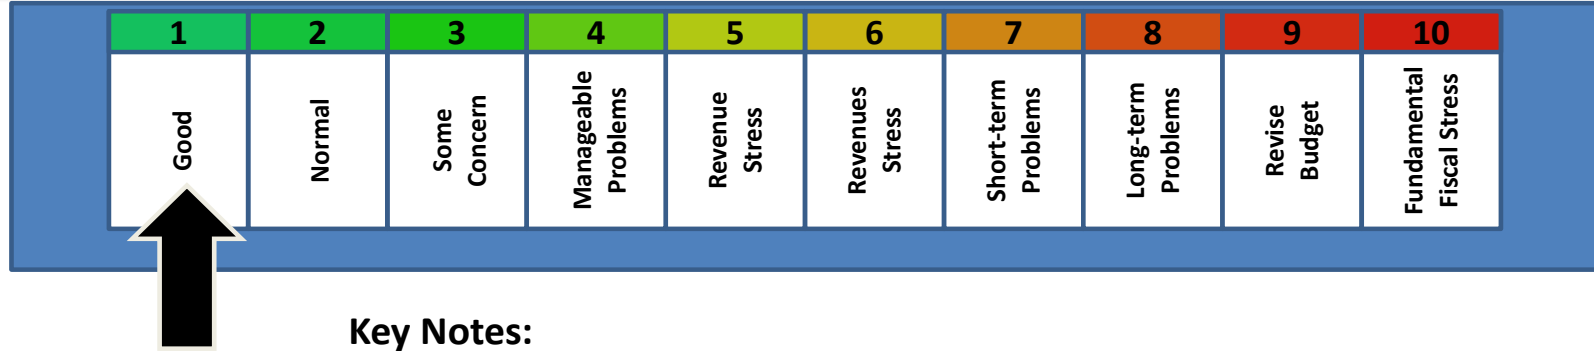 1 2 3 4 5 6 7 8 9 10
Good
Normal
Some
Concern
Manageable
Problems
Revenue
Stress
Revenues
Stress
Short-term
Problems
Long-term
Problems
Revise
Budget
Fundamental
Fiscal Stress
Key Notes: